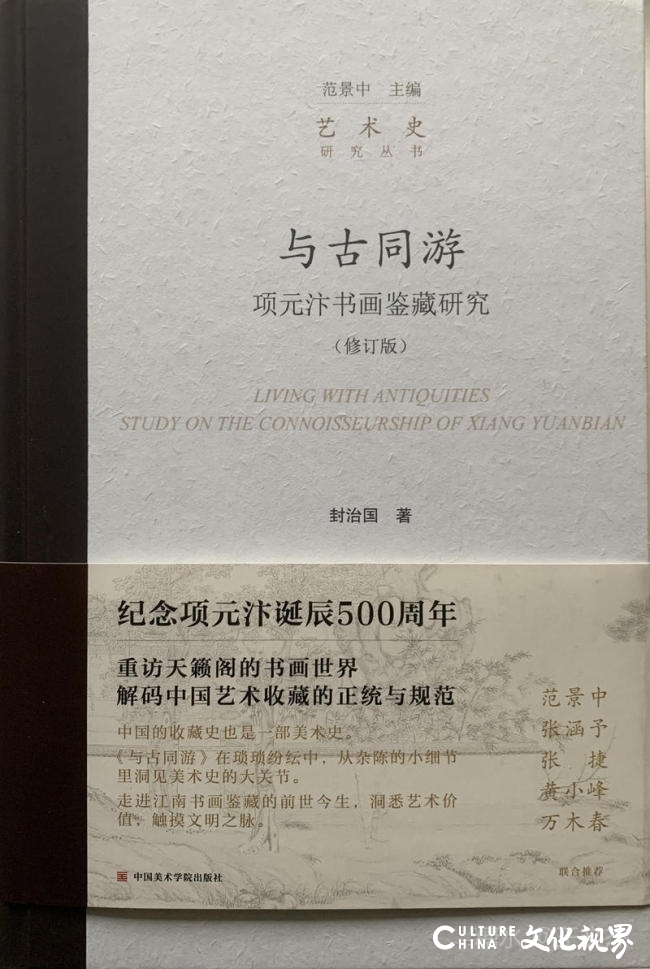 范景中 主编
艺术史
研究丛书
与古同游
项元汴书画鉴藏研究
（修订版）
LIVING WITH ANTIQUITIES
STUDY ON THE CONNOISSEURSHIP OF XIANG YUANBIAN
封治国 著
纪念项元汴诞辰500周年
重访天籁阁的书画世界
解码中国艺术收藏的正统与规范
中国的收藏史也是一部美术史。
《与古同游》在琐琐纷纭中，从杂陈的小细节
里洞见美术史的大关节。
走进江南书画鉴藏的前世今生，洞悉艺术价
值，触摸文明之脉。
范景中
张涵予
张 捷
黄小峰
万木春
联合推荐
中国美术学院出版社
CULTURE
CHINA 文化视界